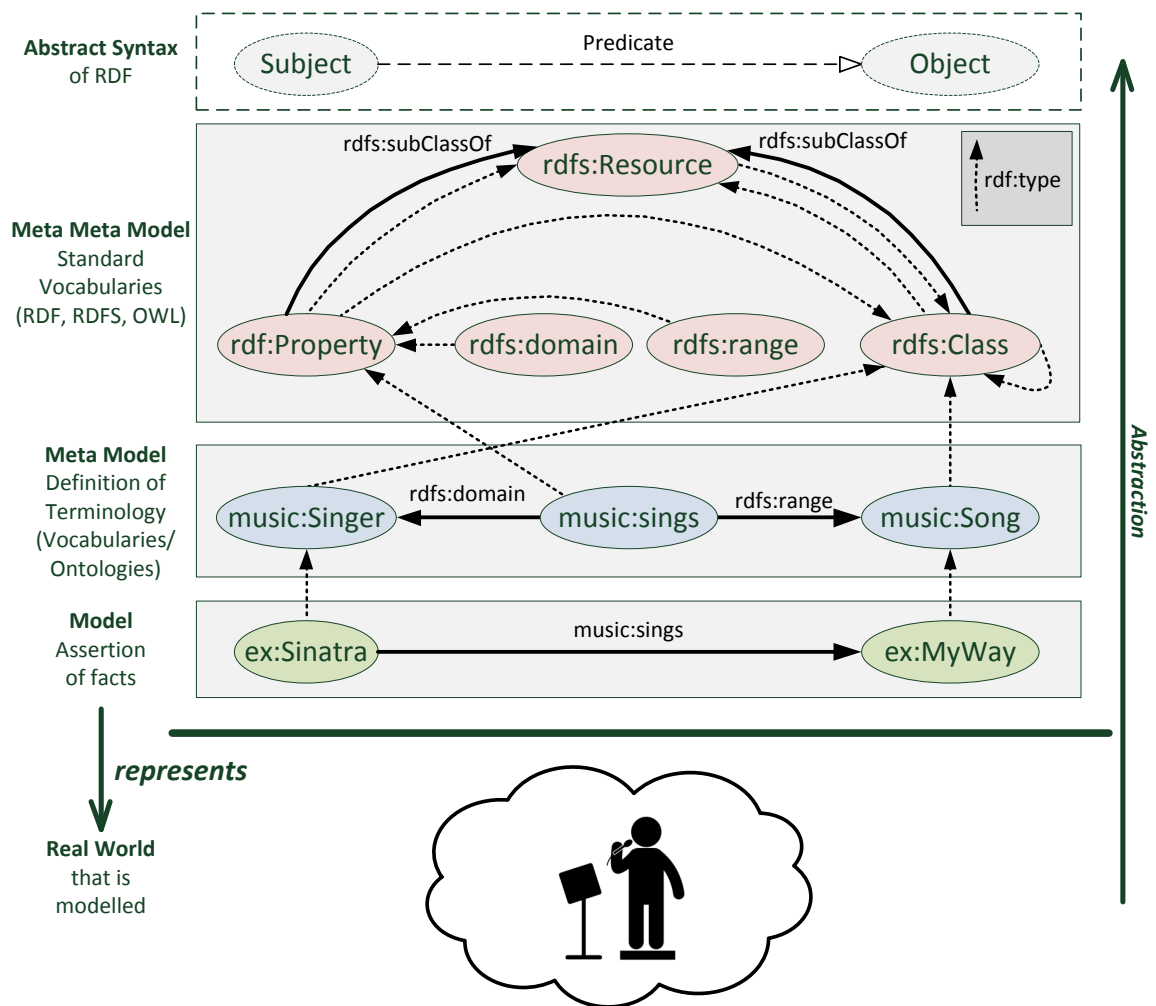 Abstract Syntax
of RDF
Subject
Predicate
Object
Meta Meta Model
Standard
Vocabularies
(RDF, RDFS, OWL)
rdfs:subClassOf
rdfs:subClassOf
rdfs:Resource
rdf:type
rdf:Property
rdfs:domain
rdfs:range
rdfs:Class
Meta Model
Definition of
Terminology
(Vocabularies/
Ontologies)
music:Singer
rdfs:domain
music:sings
rdfs:range
music:Song
Model
Assertion
of facts
ex:Sinatra
music:sings
ex:MyWay
Abstraction
represents
Real World
that is
modelled